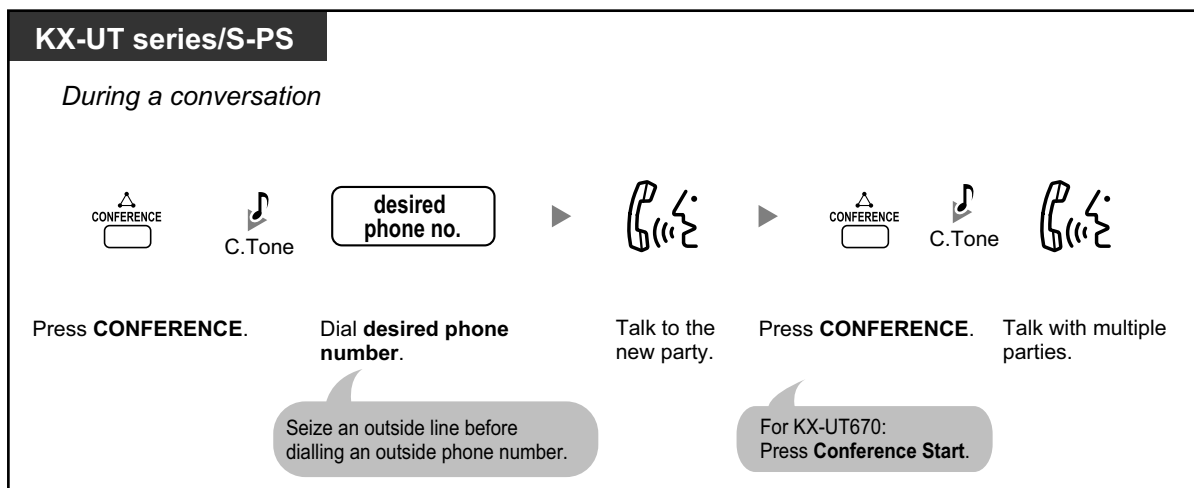 KX-UT series/S-PS
During a conversation
CONFERENCE
C.Tone
desired
phone no.
CONFERENCE
C.Tone
Press CONFERENCE.
Dial desired phone
number.
Talk to the
new party.
Press CONFERENCE.
Talk with multiple
parties.
Seize an outside line before
dialling an outside phone number.
For KX-UT670:
Press Conference Start.